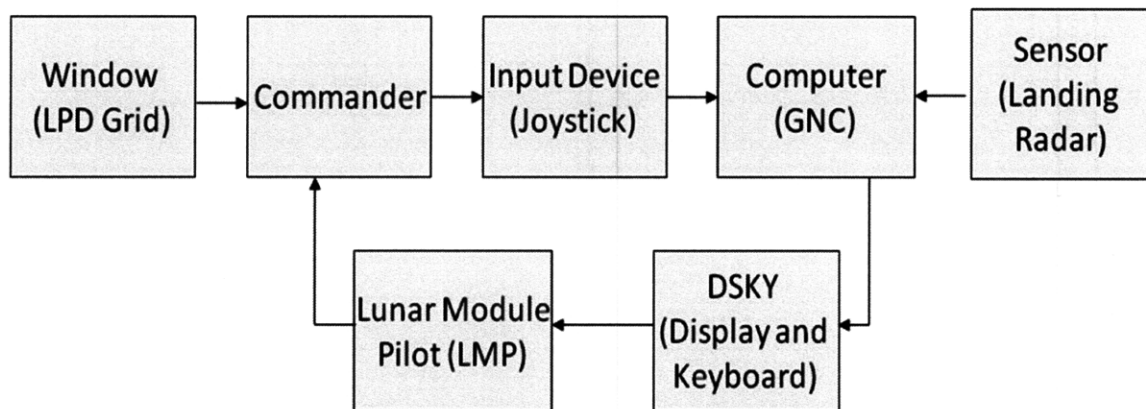 Window
(LPD Grid)
Commander
Input Device
(Joystick)
Computer
(GNC)
Sensor
(Landing
Radar)
Lunar Module
Pilot (LMP)
DSKY
(Display and
Keyboard)